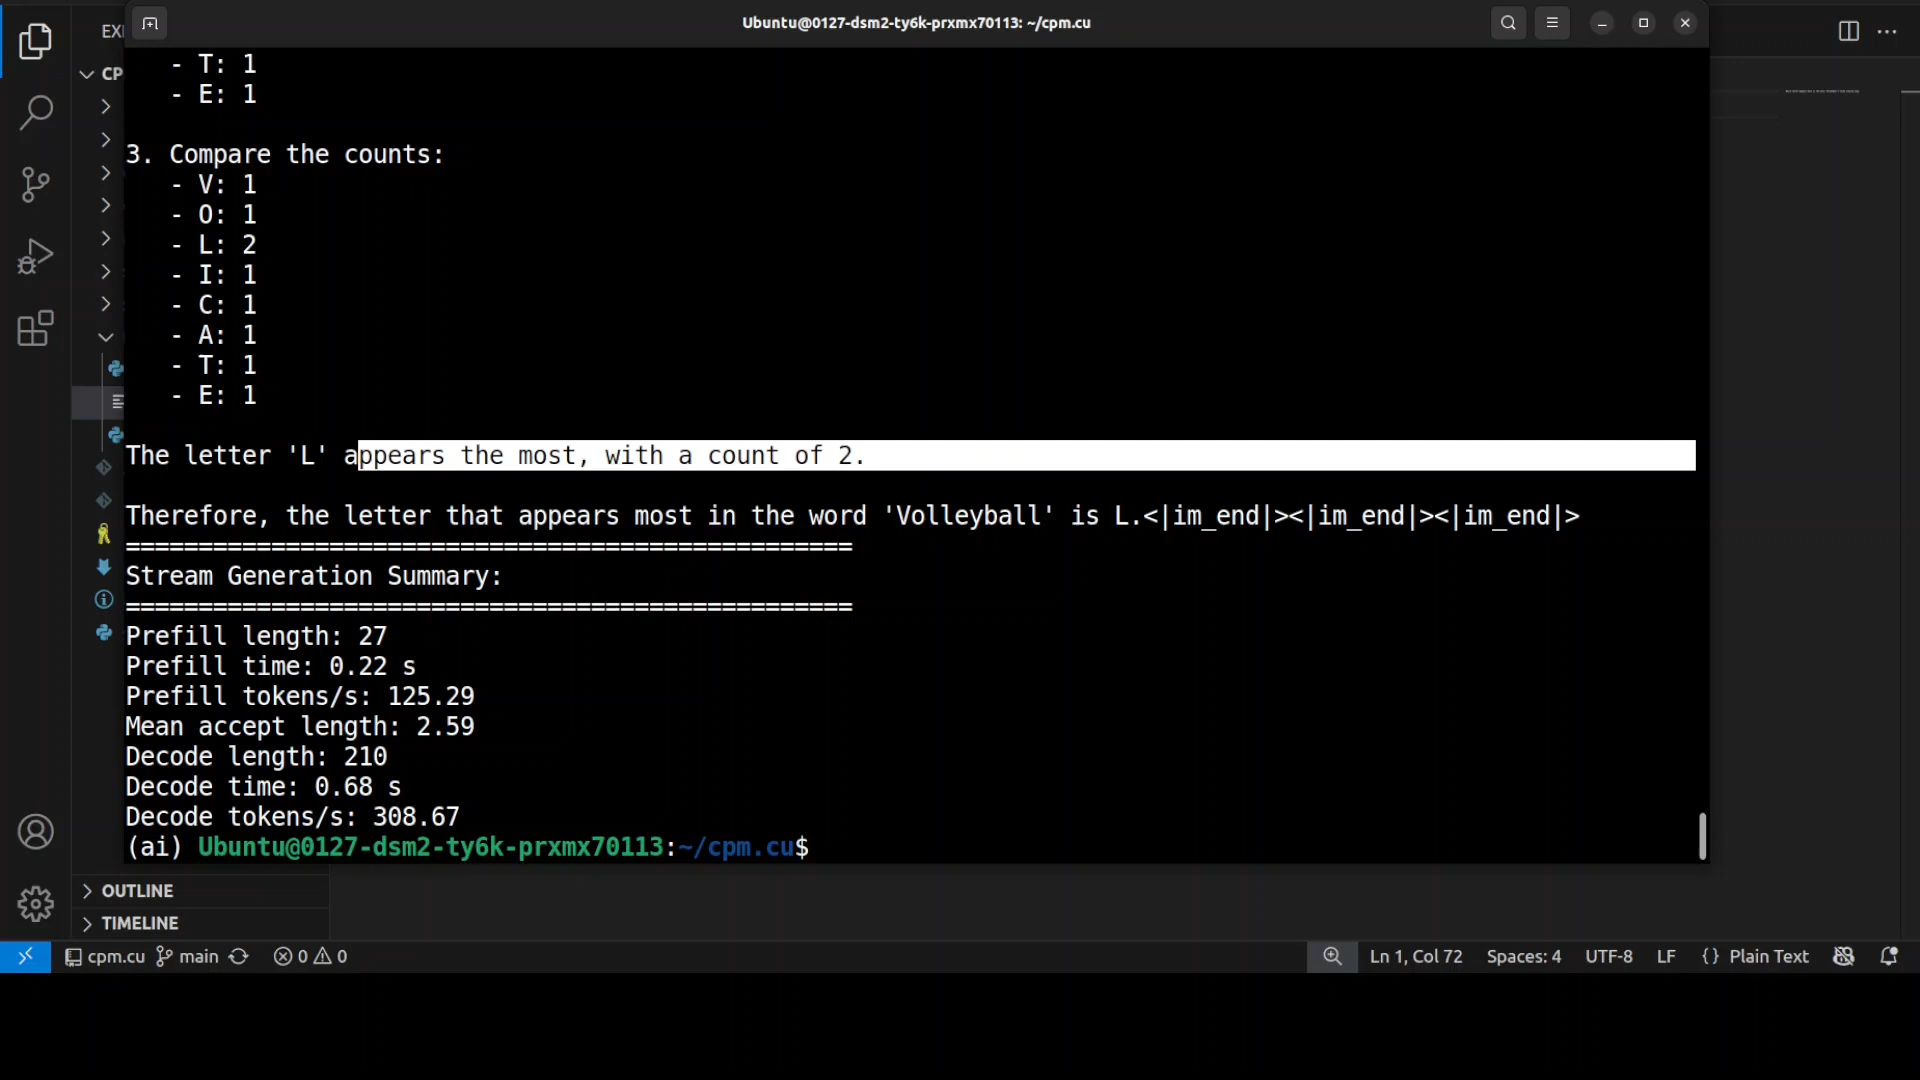 Ubuntu@0127-dsm2-ty6k-prxmx70113: ~/cpm.cu
EX
CP
- T: 1
- E: 1
3. Compare the counts:
- V: 1
- O: 1
- L: 2
- I: 1
- C: 1
- A: 1
- T: 1
- E: 1
The letter 'L' appears the most, with a count of 2.
Therefore, the letter that appears most in the word 'Volleyball' is L.<|im_end|><|im_end|><|im_end|>
==================================================
Stream Generation Summary:
==================================================
Prefill length: 27
Prefill time: 0.22 s
Prefill tokens/s: 125.29
Mean accept length: 2.59
Decode length: 210
Decode time: 0.68 s
Decode tokens/s: 308.67
(ai) Ubuntu@0127-dsm2-ty6k-prxmx70113:~/cpm.cu$
OUTLINE
TIMELINE
cpm.cu main 0 0 Ln 1, Col 72 Spaces: 4 UTF-8 LF {} Plain Text